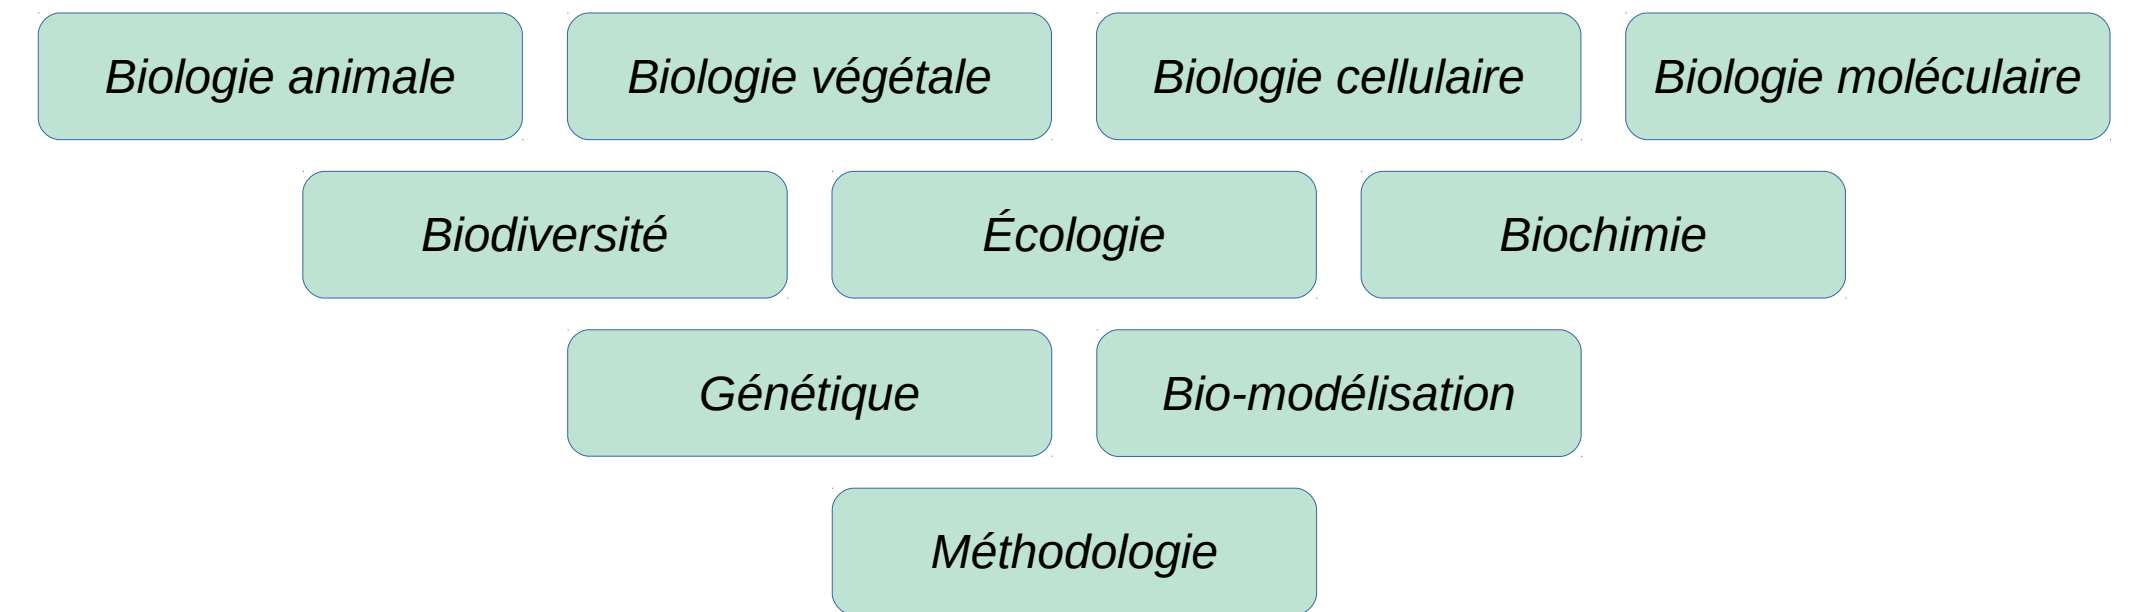 Biologie animale
Biologie végétale
Biologie cellulaire
Biologie moléculaire
Biodiversité
Écologie
Biochimie
Génétique
Bio-modélisation
Méthodologie